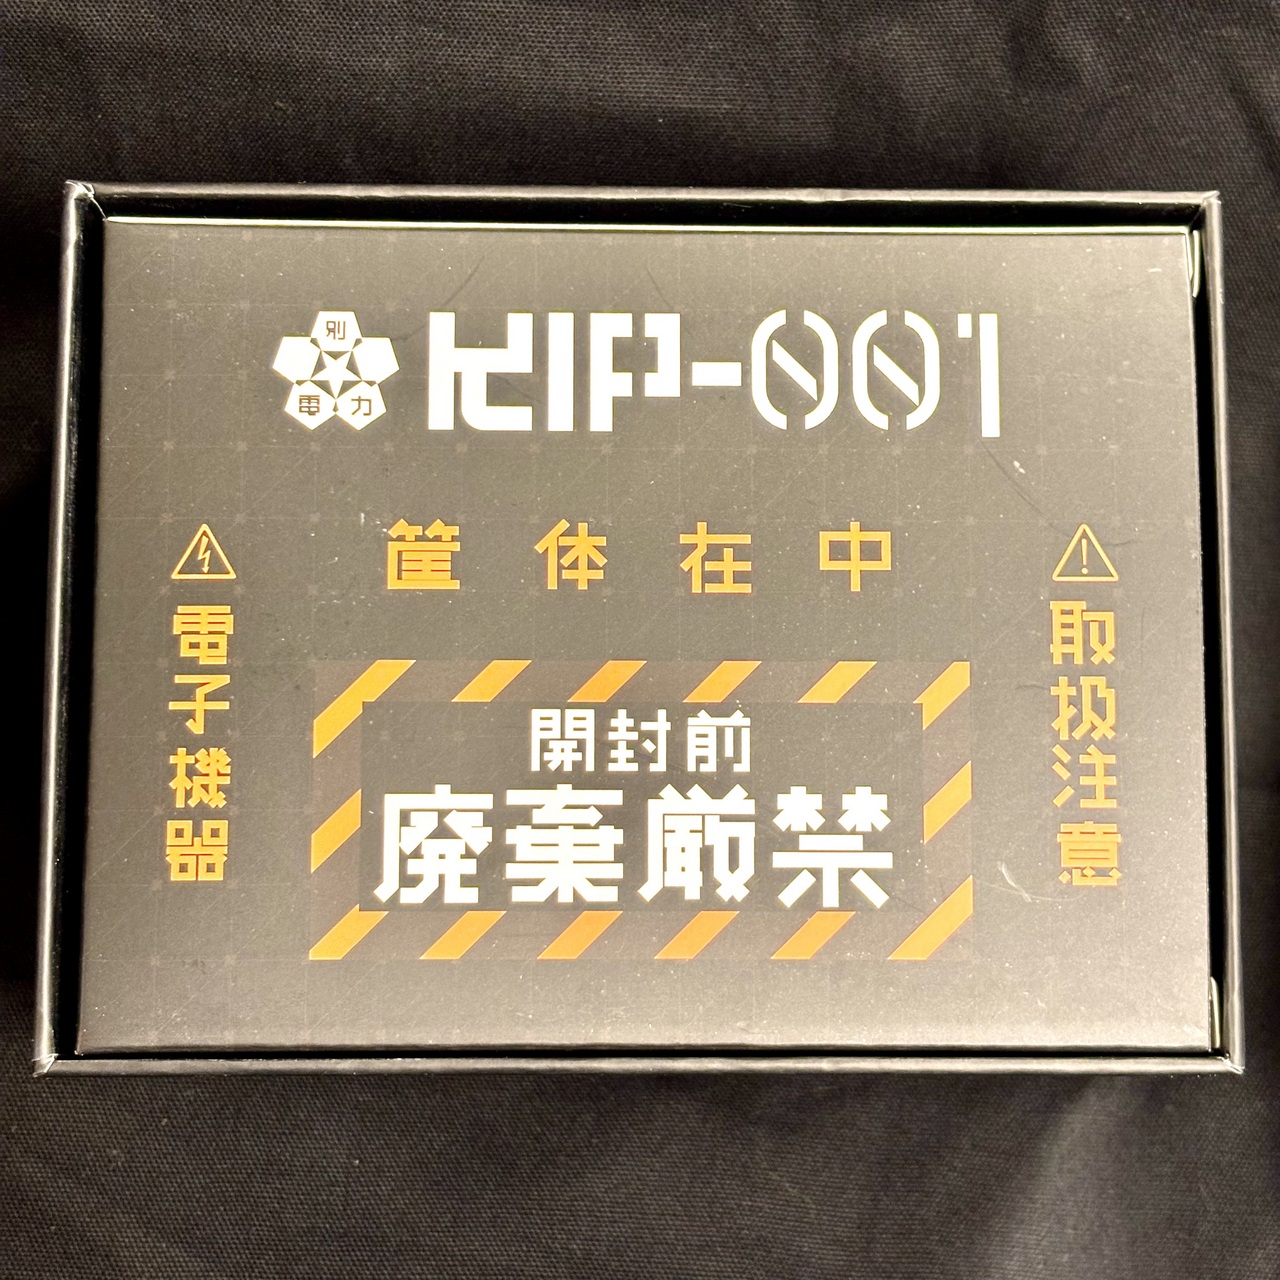 別
電 力
KIP-001
筐体在中
電子機器
取扱注意
開封前
廃棄厳禁